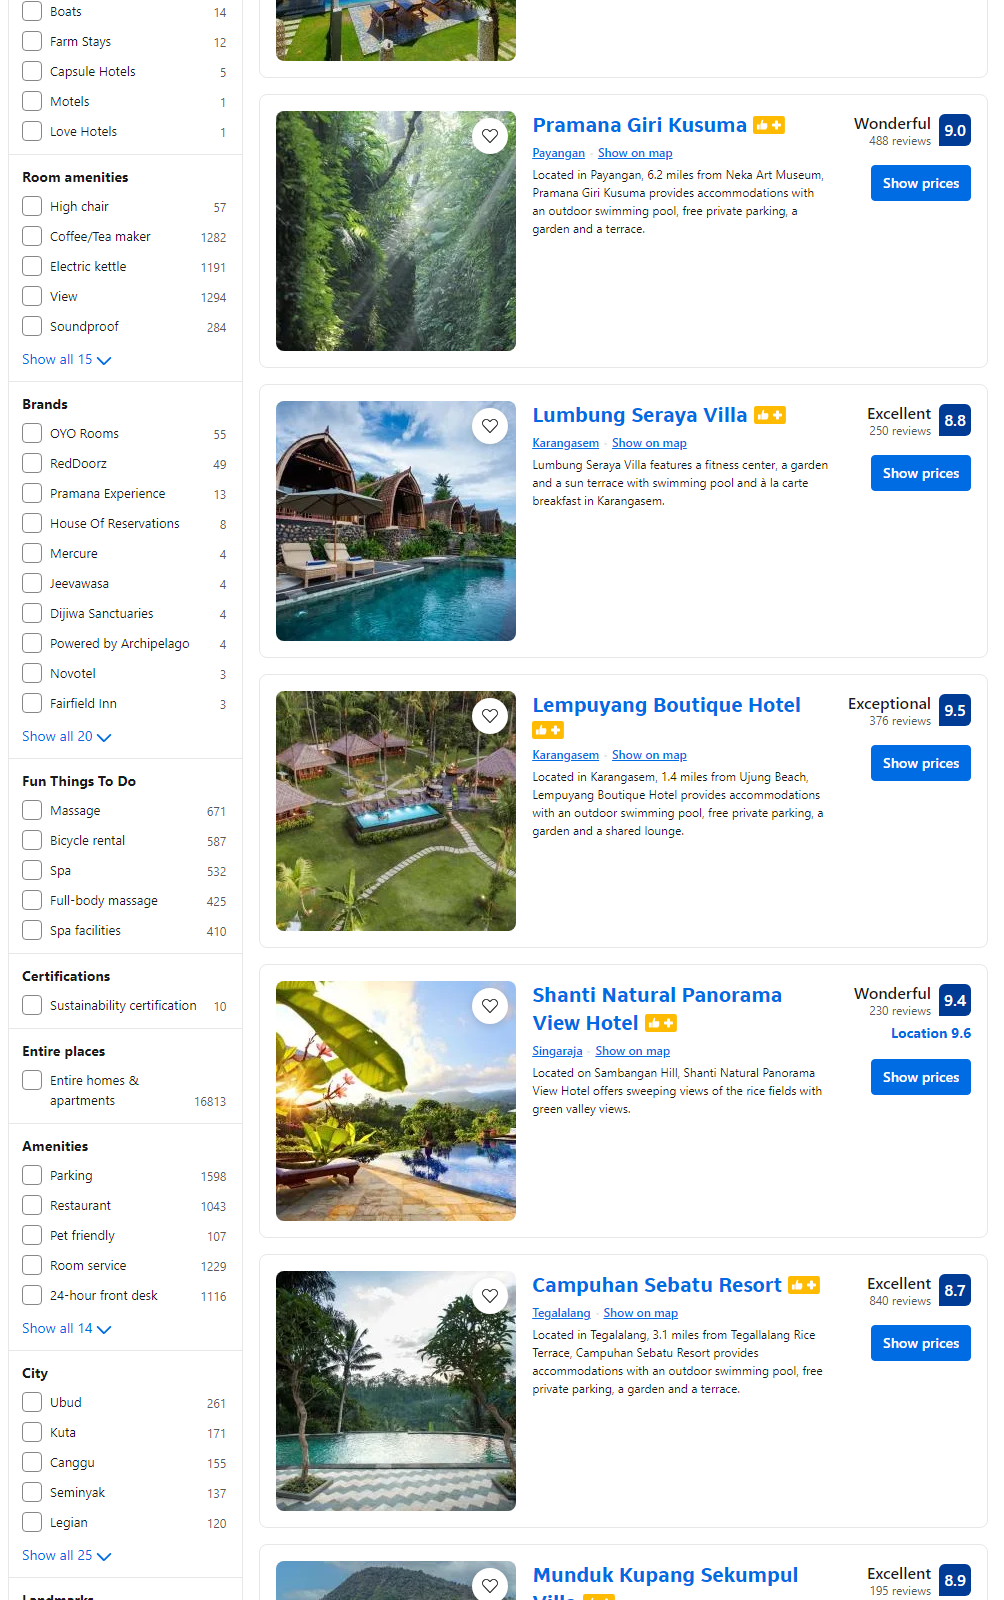 Boats 14
Farm Stays 12
Capsule Hotels 5
Motels 1
Love Hotels 1
Room amenities
High chair 57
Coffee/Tea maker 1282
Electric kettle 1191
View 1294
Soundproof 284
Show all 15
Brands
OYO Rooms 55
RedDoorz 49
Pramana Experience 13
House Of Reservations 8
Mercure 4
Jeevawasa 4
Dijiwa Sanctuaries 4
Powered by Archipelago 4
Novotel 3
Fairfield Inn 3
Show all 20
Fun Things To Do
Massage 671
Bicycle rental 587
Spa 532
Full-body massage 425
Spa facilities 410
Certifications
Sustainability certification 10
Entire places
Entire homes &
apartments 16813
Amenities
Parking 1598
Restaurant 1043
Pet friendly 107
Room service 1229
24-hour front desk 1116
Show all 14
City
Ubud 261
Kuta 171
Canggu 155
Seminyak 137
Legian 120
Show all 25
Landmarks
Pramana Giri Kusuma
Wonderful 9.0
488 reviews
Payangan · Show on map
Located in Payangan, 6.2 miles from Neka Art Museum,
Pramana Giri Kusuma provides accommodations with
an outdoor swimming pool, free private parking, a
garden and a terrace.
Show prices
Lumbung Seraya Villa
Excellent 8.8
250 reviews
Karangasem · Show on map
Lumbung Seraya Villa features a fitness center, a garden
and a sun terrace with swimming pool and à la carte
breakfast in Karangasem.
Show prices
Lempuyang Boutique Hotel
Exceptional 9.5
376 reviews
Karangasem · Show on map
Located in Karangasem, 1.4 miles from Ujung Beach,
Lempuyang Boutique Hotel provides accommodations
with an outdoor swimming pool, free private parking, a
garden and a shared lounge.
Show prices
Shanti Natural Panorama
View Hotel
Wonderful 9.4
230 reviews
Location 9.6
Singaraja · Show on map
Located on Sambangan Hill, Shanti Natural Panorama
View Hotel offers sweeping views of the rice fields with
green valley views.
Show prices
Campuhan Sebatu Resort
Excellent 8.7
840 reviews
Tegalalang · Show on map
Located in Tegalalang, 3.1 miles from Tegallalang Rice
Terrace, Campuhan Sebatu Resort provides
accommodations with an outdoor swimming pool, free
private parking, a garden and a terrace.
Show prices
Munduk Kupang Sekumpul
Villa
Excellent 8.9
195 reviews